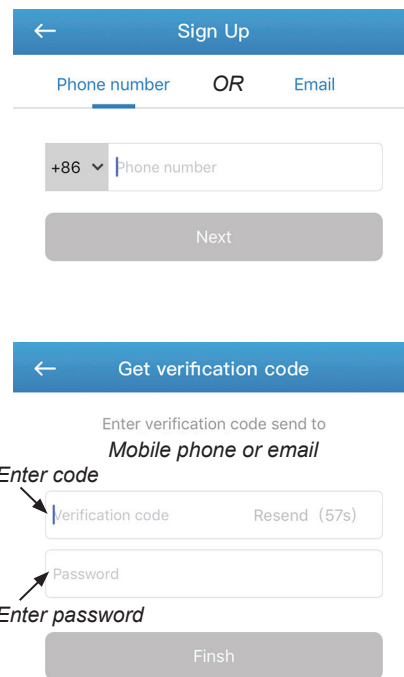 Sign Up
Phone number OR Email
+86 Phone number
Next
Get verification code
Enter verification code send to
Mobile phone or email
Enter code
Verification code Resend (57s)
Password
Enter password
Finsh